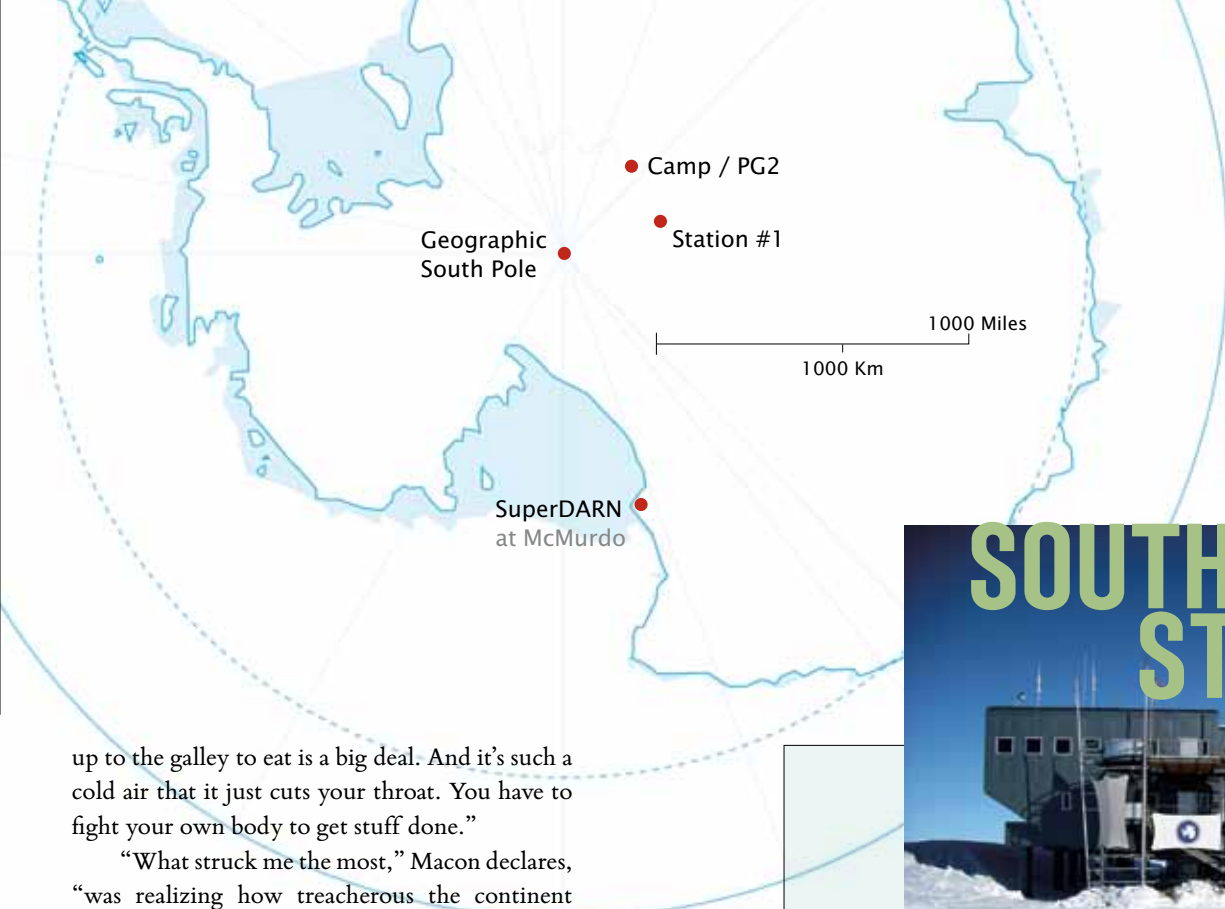 Camp / PG2
Station #1
Geographic
South Pole
1000 Miles
1000 Km
SuperDARN
at McMurdo
SOUTH
ST
up to the galley to eat is a big deal. And it’s such a
cold air that it just cuts your throat. You have to
fight your own body to get stuff done.”
“What struck me the most,” Macon declares,
“was realizing how treacherous the continent